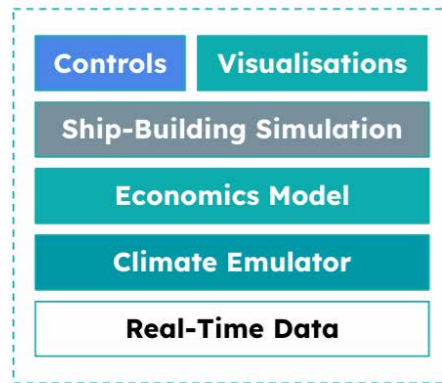 Controls
Visualisations
Ship-Building Simulation
Economics Model
Climate Emulator
Real-Time Data